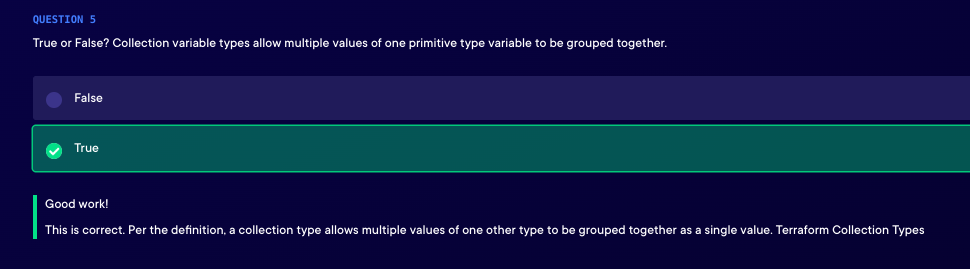 QUESTION 5
True or False? Collection variable types allow multiple values of one primitive type variable to be grouped together.
False
True
Good work!
This is correct. Per the definition, a collection type allows multiple values of one other type to be grouped together as a single value. Terraform Collection Types